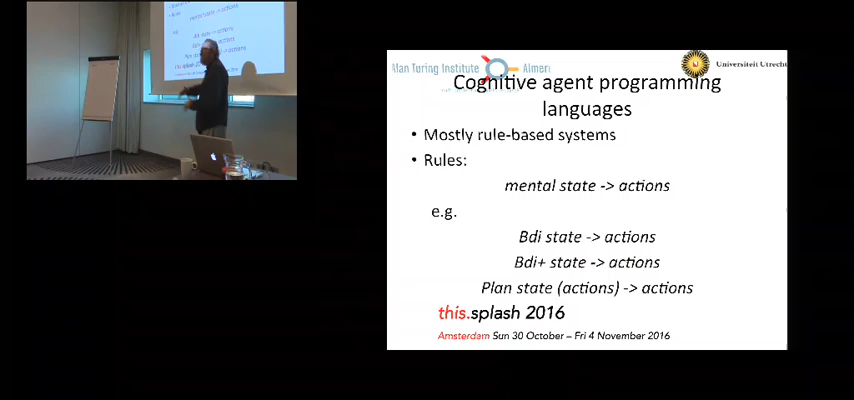 Alan Turing Institute Almere
Universiteit Utrecht
Cognitive agent programming
languages
• Mostly rule-based systems
• Rules:
mental state -> actions
e.g.
Bdi state -> actions
Bdi+ state -> actions
Plan state (actions) -> actions
this.splash 2016
Amsterdam Sun 30 October – Fri 4 November 2016